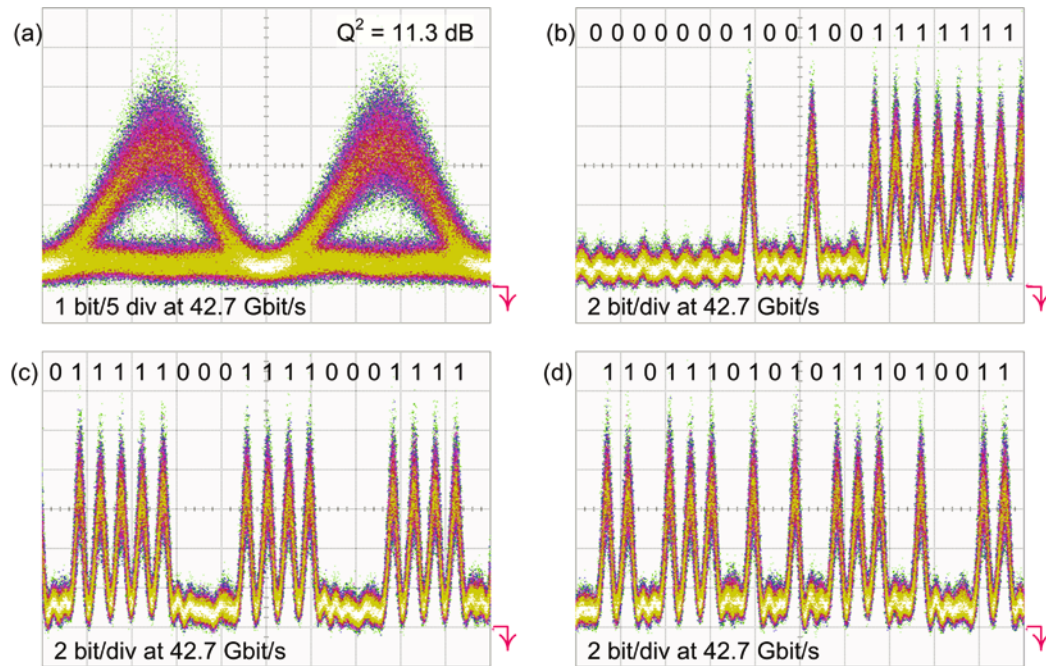 (a) Q² = 11.3 dB
1 bit/5 div at 42.7 Gbit/s
(b) 0 0 0 0 0 0 0 1 0 0 1 0 0 1 1 1 1 1 1 1
2 bit/div at 42.7 Gbit/s
(c) 0 1 1 1 1 1 0 0 0 1 1 1 1 0 0 0 1 1 1 1
2 bit/div at 42.7 Gbit/s
(d) 1 1 0 1 1 1 0 1 0 1 0 1 1 1 0 1 0 0 1 1
2 bit/div at 42.7 Gbit/s